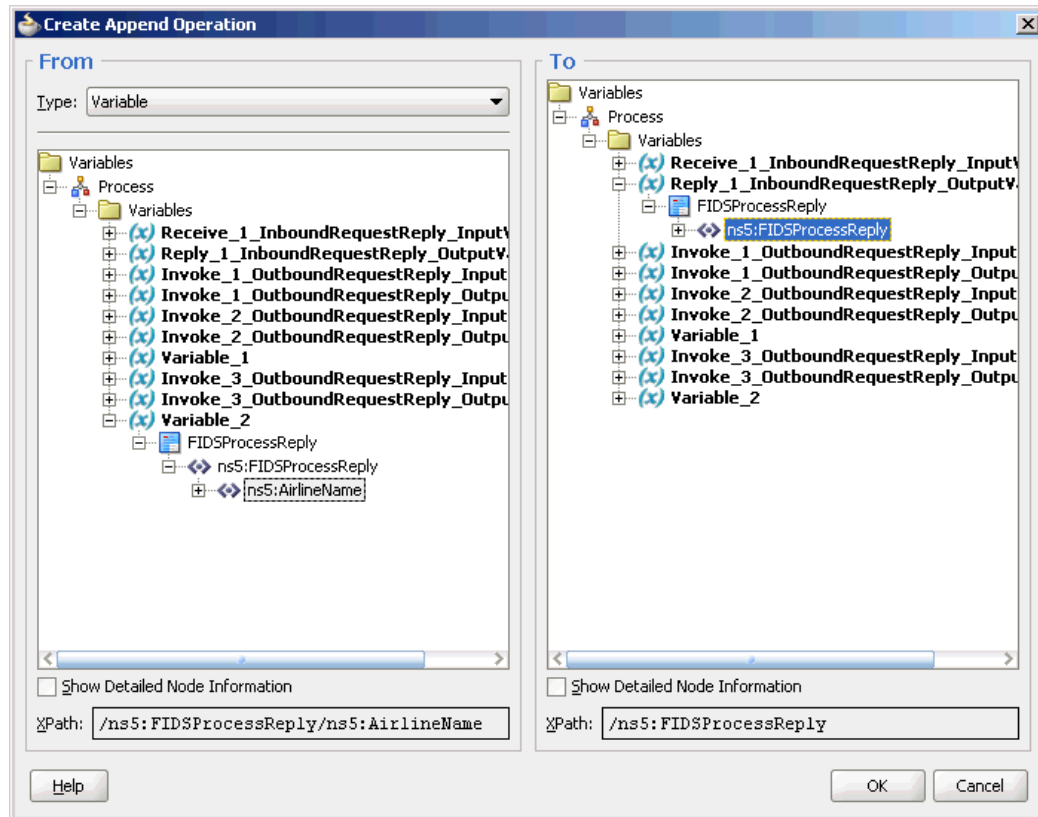 Create Append Operation
From
Type: Variable
Variables
Process
Variables
Receive_1_InboundRequestReply_InputV
Reply_1_InboundRequestReply_OutputV.
Invoke_1_OutboundRequestReply_Input
Invoke_1_OutboundRequestReply_Outpu
Invoke_2_OutboundRequestReply_Input
Invoke_2_OutboundRequestReply_Outpu
Variable_1
Invoke_3_OutboundRequestReply_Input
Invoke_3_OutboundRequestReply_Outpu
Variable_2
FIDSProcessReply
ns5:FIDSProcessReply
ns5:AirlineName
Show Detailed Node Information
XPath: /ns5:FIDSProcessReply/ns5:AirlineName
To
Variables
Process
Variables
Receive_1_InboundRequestReply_InputV
Reply_1_InboundRequestReply_OutputV.
FIDSProcessReply
ns5:FIDSProcessReply
Invoke_1_OutboundRequestReply_Input
Invoke_1_OutboundRequestReply_Outpu
Invoke_2_OutboundRequestReply_Input
Invoke_2_OutboundRequestReply_Outpu
Variable_1
Invoke_3_OutboundRequestReply_Input
Invoke_3_OutboundRequestReply_Outpu
Variable_2
Show Detailed Node Information
XPath: /ns5:FIDSProcessReply
Help
OK
Cancel